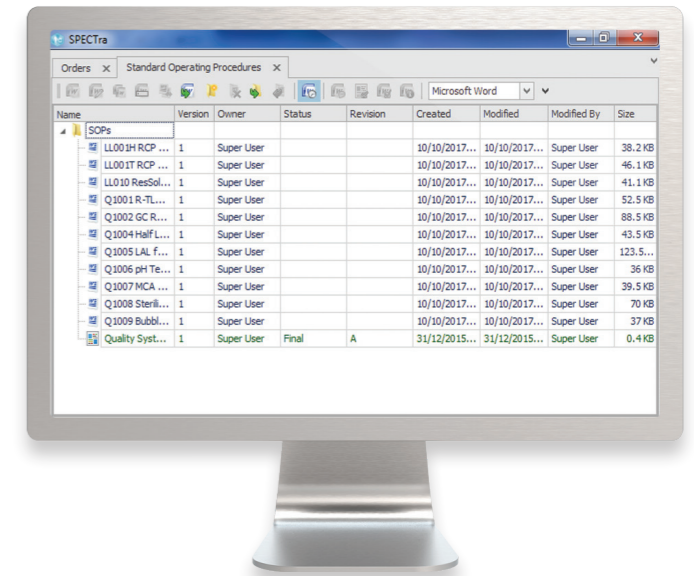 SPECTra
Orders x Standard Operating Procedures x
Microsoft Word
Name Version Owner Status Revision Created Modified Modified By Size
SOPs
LL001H RCP ... 1 Super User 10/10/2017... 10/10/2017... Super User 38.2 KB
LL001T RCP ... 1 Super User 10/10/2017... 10/10/2017... Super User 46.1 KB
LL010 ResSol... 1 Super User 10/10/2017... 10/10/2017... Super User 41.1 KB
Q1001 R-TL... 1 Super User 10/10/2017... 10/10/2017... Super User 52.5 KB
Q1002 GC R... 1 Super User 10/10/2017... 10/10/2017... Super User 88.5 KB
Q1004 Half L... 1 Super User 10/10/2017... 10/10/2017... Super User 43.5 KB
Q1005 LAL f... 1 Super User 10/10/2017... 10/10/2017... Super User 123.5...
Q1006 pH Te... 1 Super User 10/10/2017... 10/10/2017... Super User 36 KB
Q1007 MCA ... 1 Super User 10/10/2017... 10/10/2017... Super User 39.5 KB
Q1008 Sterili... 1 Super User 10/10/2017... 10/10/2017... Super User 70 KB
Q1009 Bubbl... 1 Super User 10/10/2017... 10/10/2017... Super User 37 KB
Quality Syst... 1 Super User Final A 31/12/2015... 31/12/2015... Super User 0.4 KB